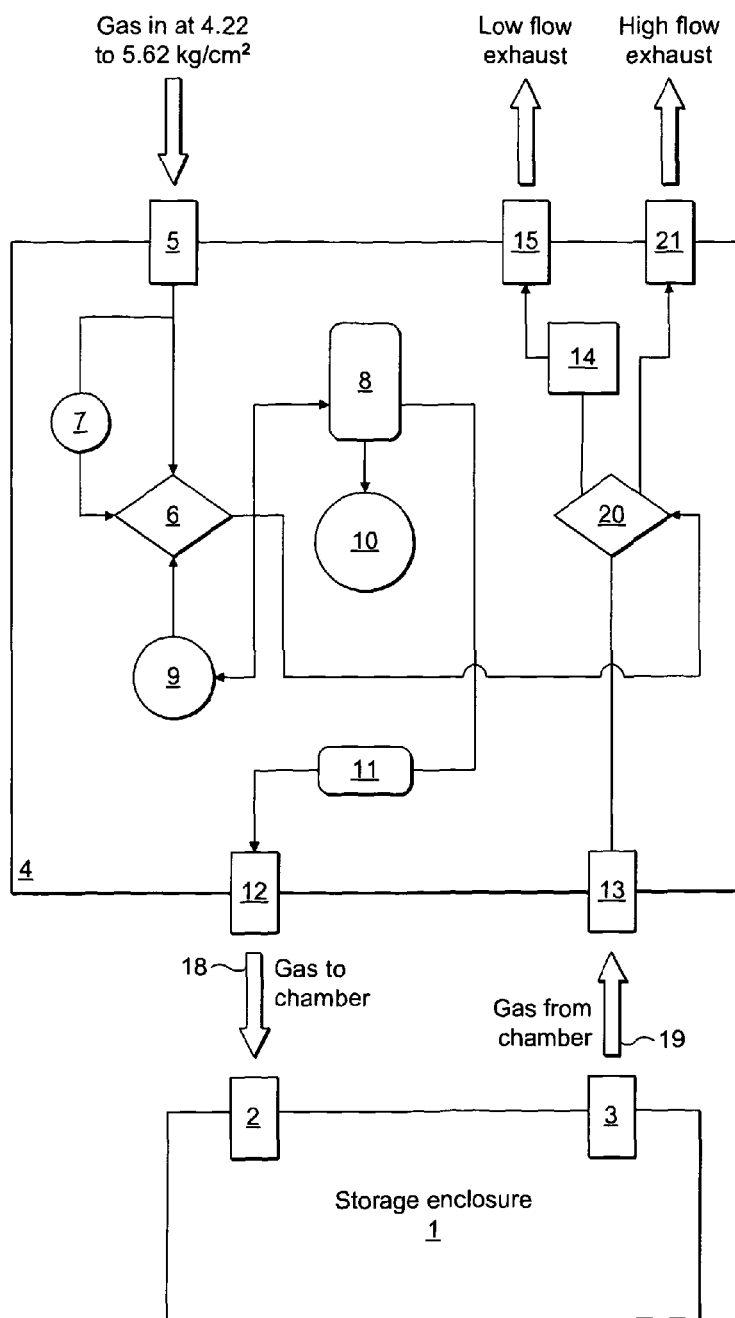 Gas in at 4.22
to 5.62 kg/cm²
Low flow
exhaust
High flow
exhaust
5
15
21
14
8
7
6
20
10
9
11
4
12
13
18
Gas to
chamber
Gas from
chamber
19
2
3
Storage enclosure
1